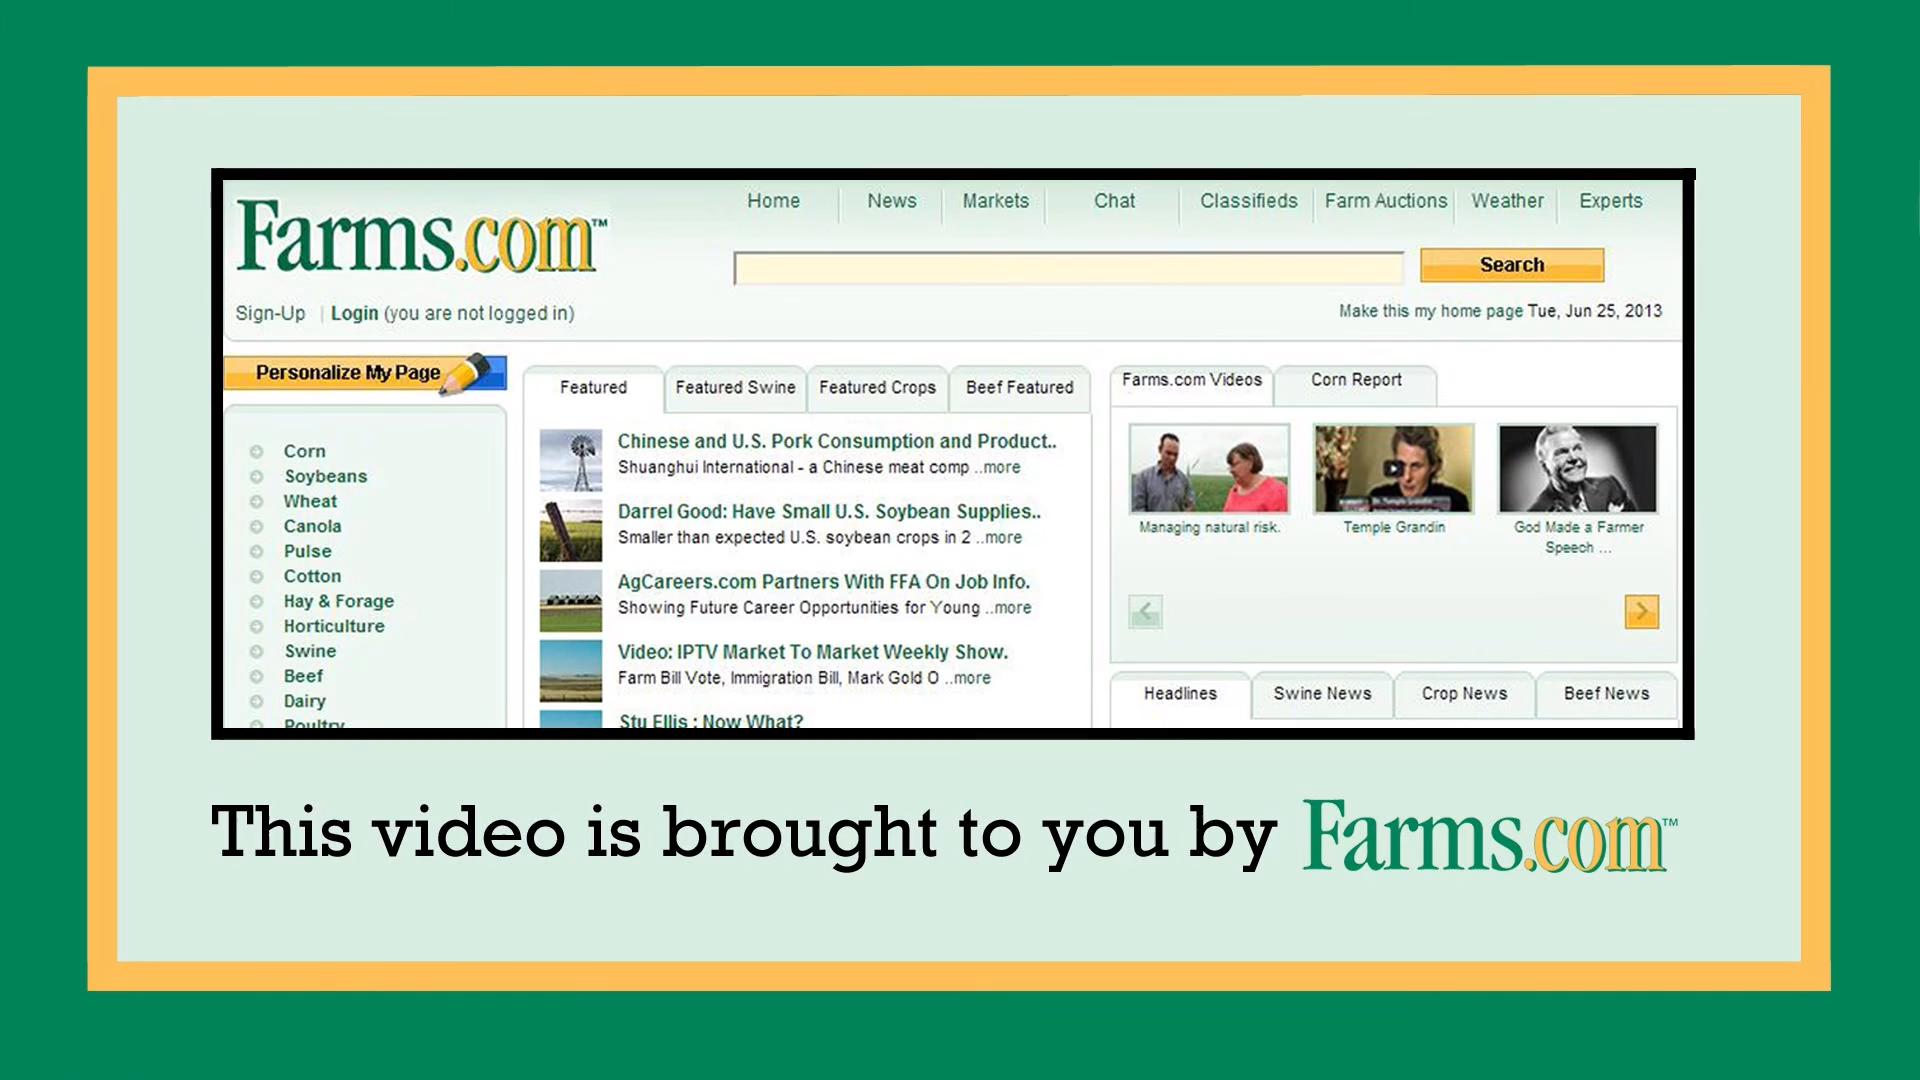 Farms.com™
Home News Markets Chat Classifieds Farm Auctions Weather Experts
Search
Sign-Up | Login (you are not logged in)
Make this my home page Tue, Jun 25, 2013
Personalize My Page
Corn
Soybeans
Wheat
Canola
Pulse
Cotton
Hay & Forage
Horticulture
Swine
Beef
Dairy
Poultry
Featured Featured Swine Featured Crops Beef Featured
Chinese and U.S. Pork Consumption and Product..
Shuanghui International - a Chinese meat comp ..more
Darrel Good: Have Small U.S. Soybean Supplies..
Smaller than expected U.S. soybean crops in 2 ..more
AgCareers.com Partners With FFA On Job Info.
Showing Future Career Opportunities for Young ..more
Video: IPTV Market To Market Weekly Show.
Farm Bill Vote, Immigration Bill, Mark Gold O ..more
Stu Ellis : Now What?
Farms.com Videos Corn Report
Managing natural risk.
Temple Grandin
God Made a Farmer
Speech ...
Headlines Swine News Crop News Beef News
This video is brought to you by Farms.com™